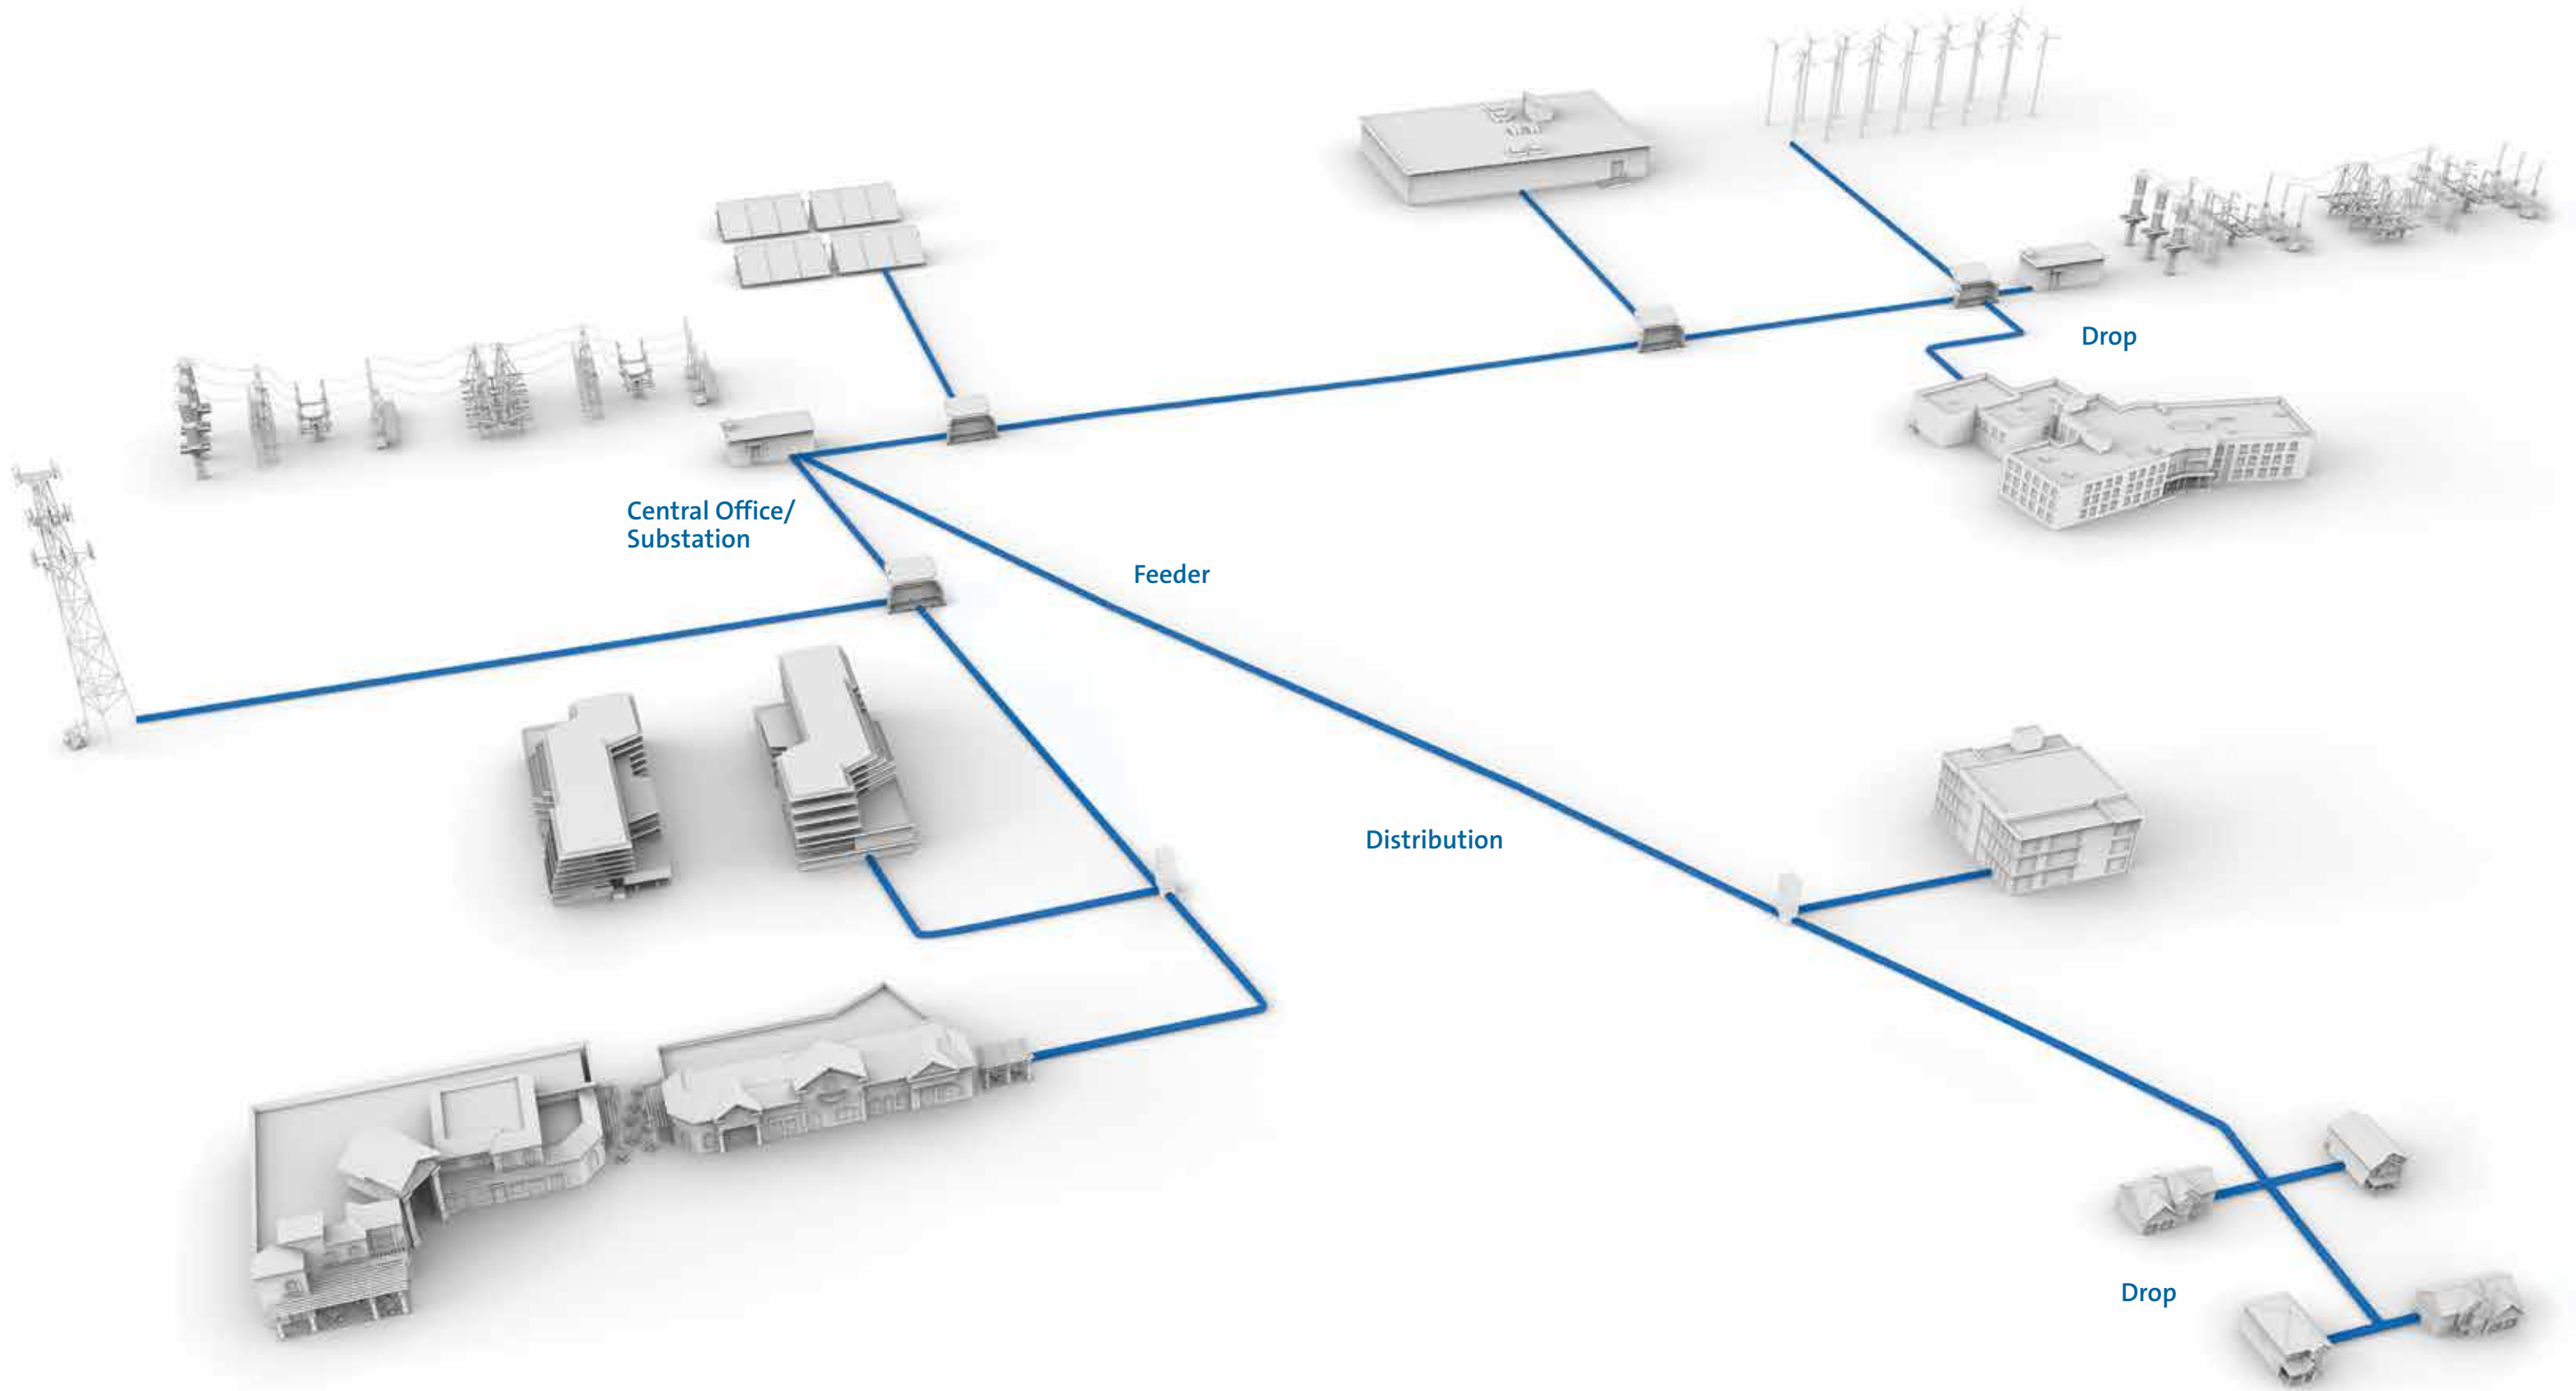 Drop
Central Office/
Substation
Feeder
Distribution
Drop